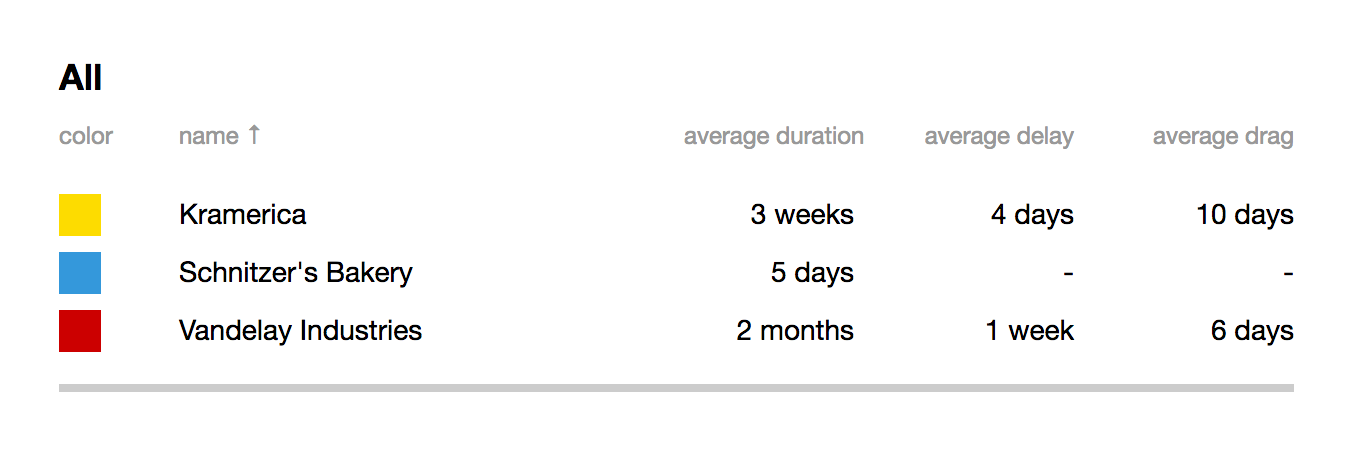 All
color name ↑ average duration average delay average drag
Kramerica 3 weeks 4 days 10 days
Schnitzer's Bakery 5 days - -
Vandelay Industries 2 months 1 week 6 days